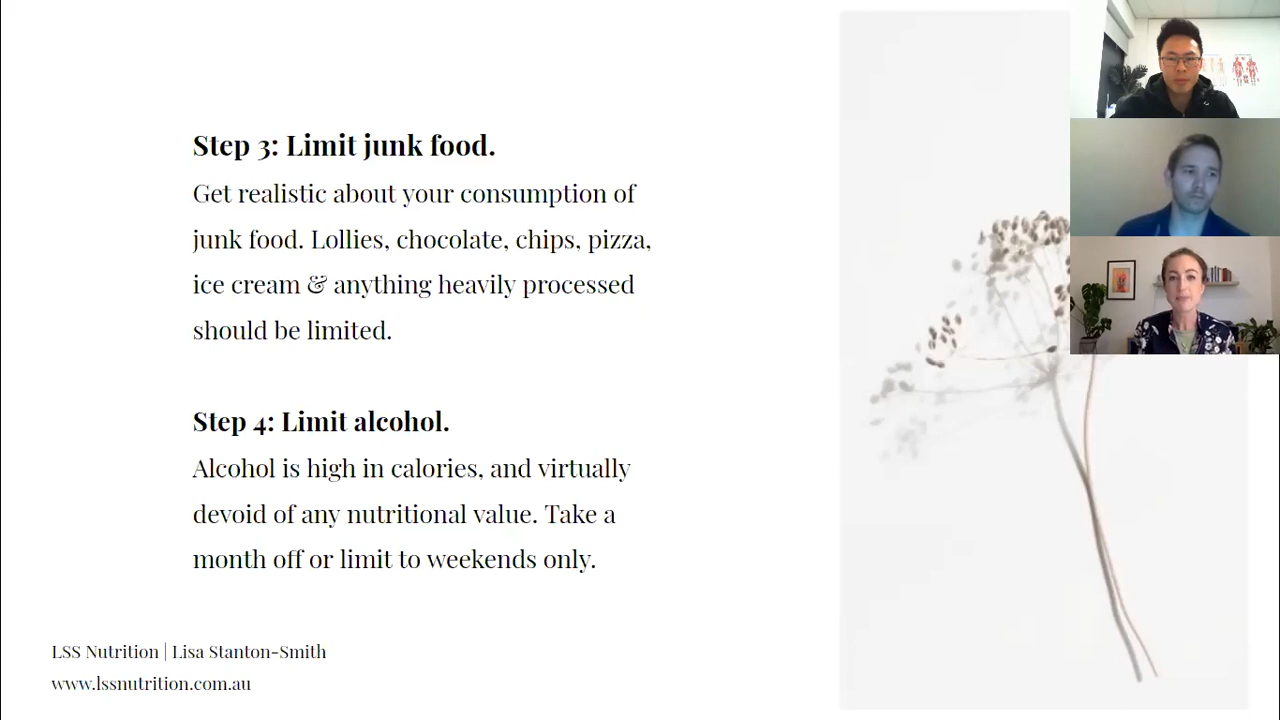 Step 3: Limit junk food.
Get realistic about your consumption of
junk food. Lollies, chocolate, chips, pizza,
ice cream & anything heavily processed
should be limited.
Step 4: Limit alcohol.
Alcohol is high in calories, and virtually
devoid of any nutritional value. Take a
month off or limit to weekends only.
LSS Nutrition | Lisa Stanton-Smith
www.lssnutrition.com.au